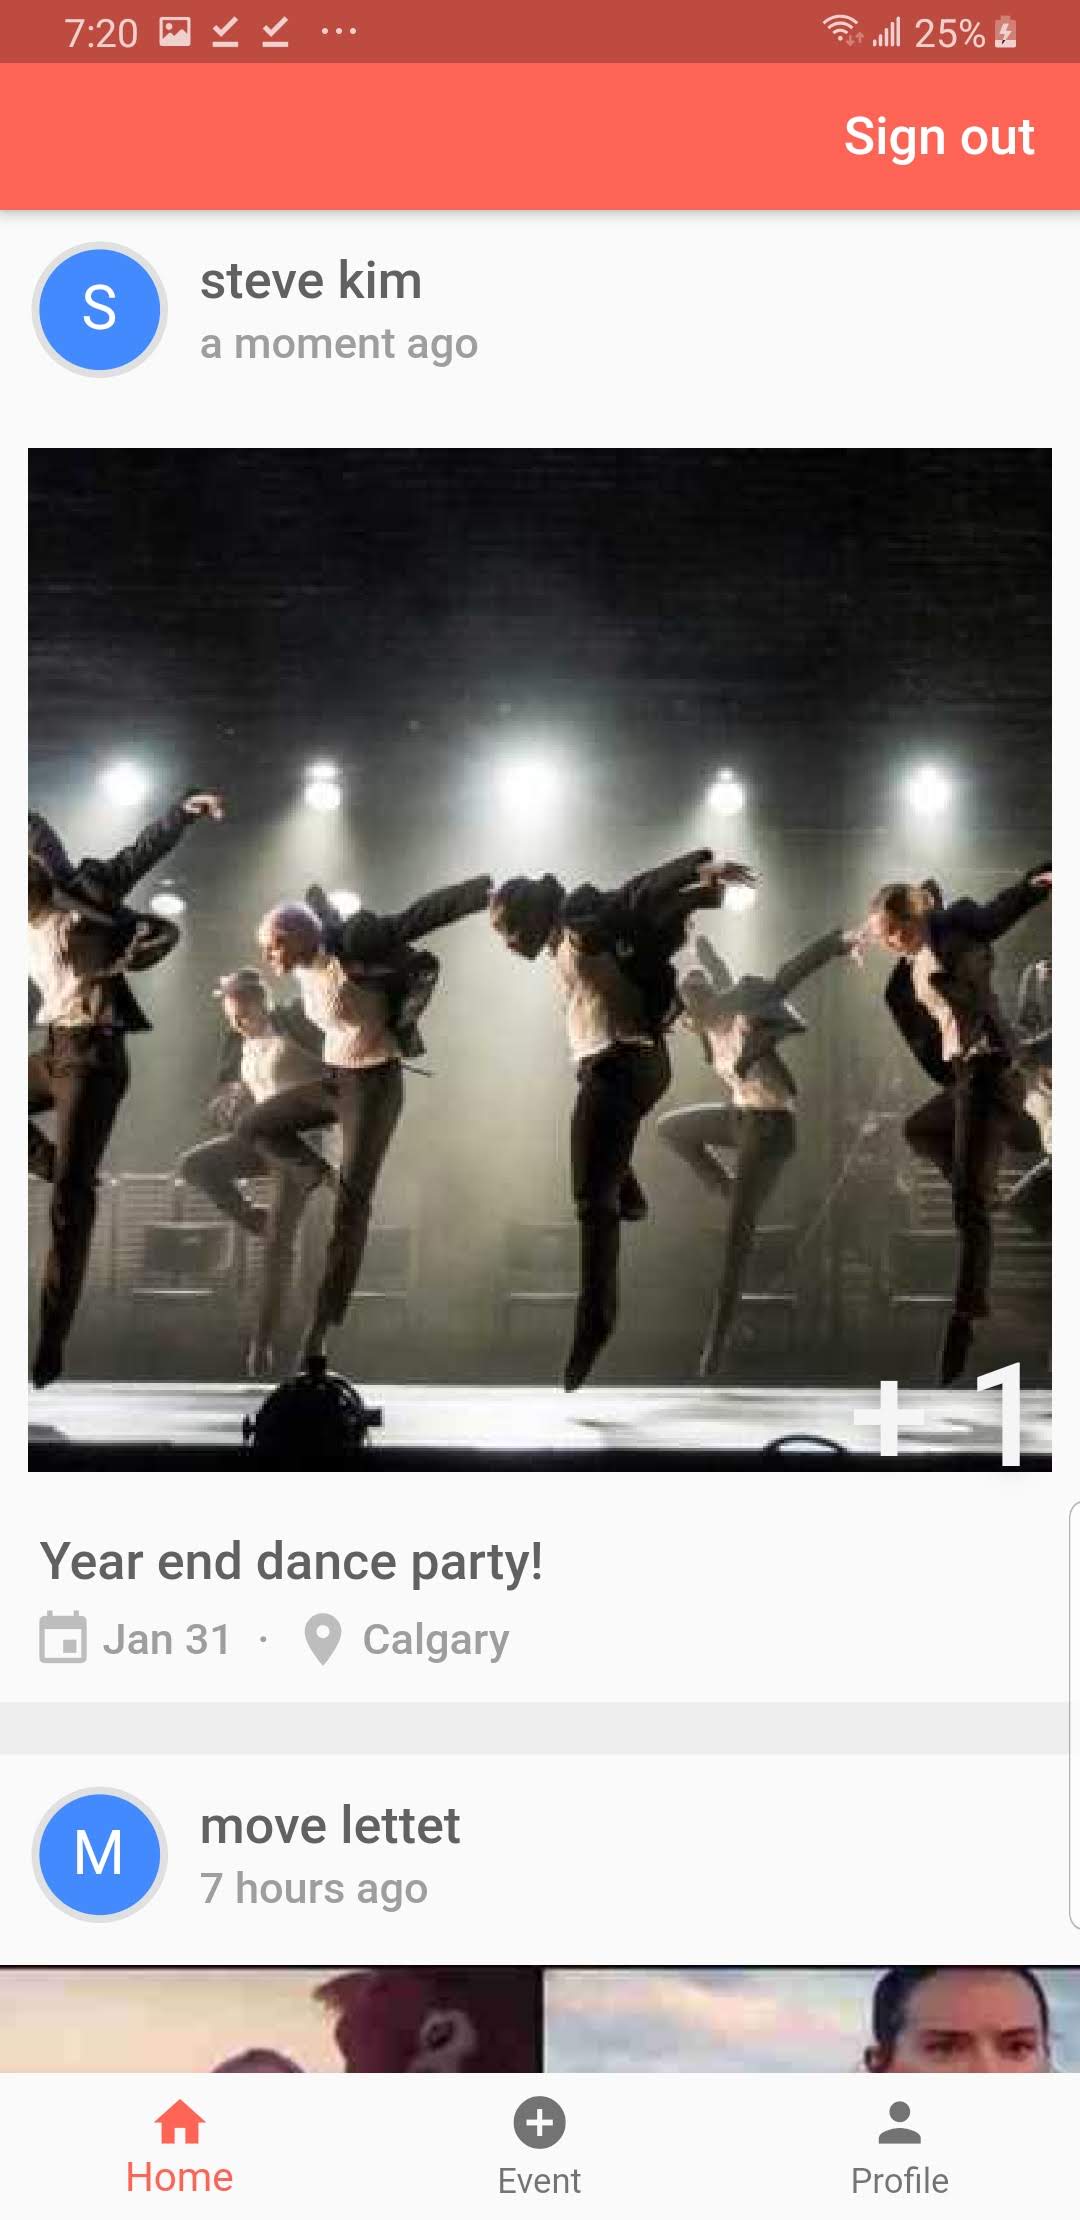 7:20 25%
Sign out
S
steve kim
a moment ago
+ 1
Year end dance party!
Jan 31 · Calgary
M
move lettet
7 hours ago
Home
Event
Profile